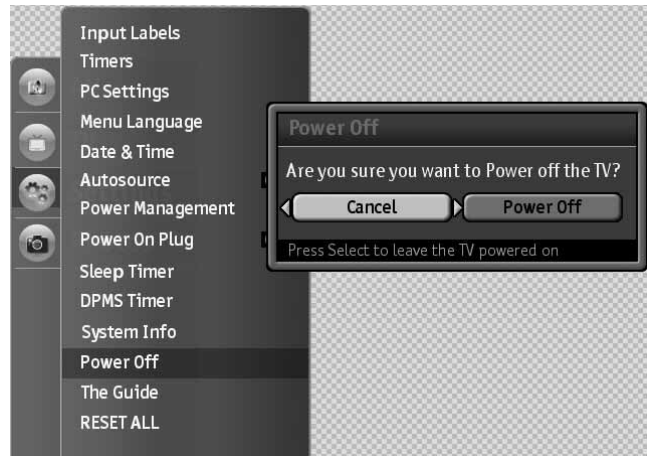 Input Labels
Timers
PC Settings
Menu Language
Date & Time
Autosource
Power Management
Power On Plug
Sleep Timer
DPMS Timer
System Info
Power Off
The Guide
RESET ALL
Power Off
Are you sure you want to Power off the TV?
Cancel
Power Off
Press Select to leave the TV powered on